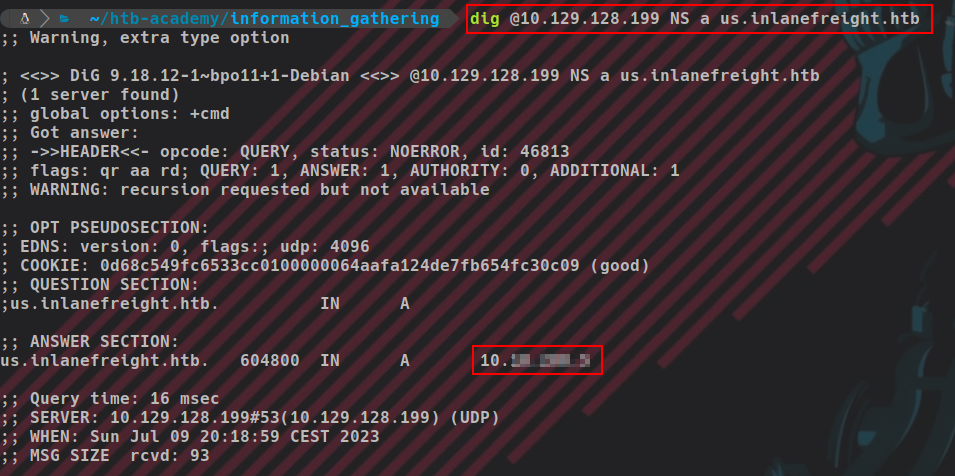 ~/htb-academy/information_gathering dig @10.129.128.199 NS a us.inlanefreight.htb
;; Warning, extra type option

; <<>> DiG 9.18.12-1~bpo11+1-Debian <<>> @10.129.128.199 NS a us.inlanefreight.htb
; (1 server found)
;; global options: +cmd
;; Got answer:
;; ->>HEADER<<- opcode: QUERY, status: NOERROR, id: 46813
;; flags: qr aa rd; QUERY: 1, ANSWER: 1, AUTHORITY: 0, ADDITIONAL: 1
;; WARNING: recursion requested but not available

;; OPT PSEUDOSECTION:
; EDNS: version: 0, flags:; udp: 4096
; COOKIE: 0d68c549fc6533cc0100000064aafa124de7fb654fc30c09 (good)
;; QUESTION SECTION:
;us.inlanefreight.htb. IN A

;; ANSWER SECTION:
us.inlanefreight.htb. 604800 IN A 10.

;; Query time: 16 msec
;; SERVER: 10.129.128.199#53(10.129.128.199) (UDP)
;; WHEN: Sun Jul 09 20:18:59 CEST 2023
;; MSG SIZE rcvd: 93